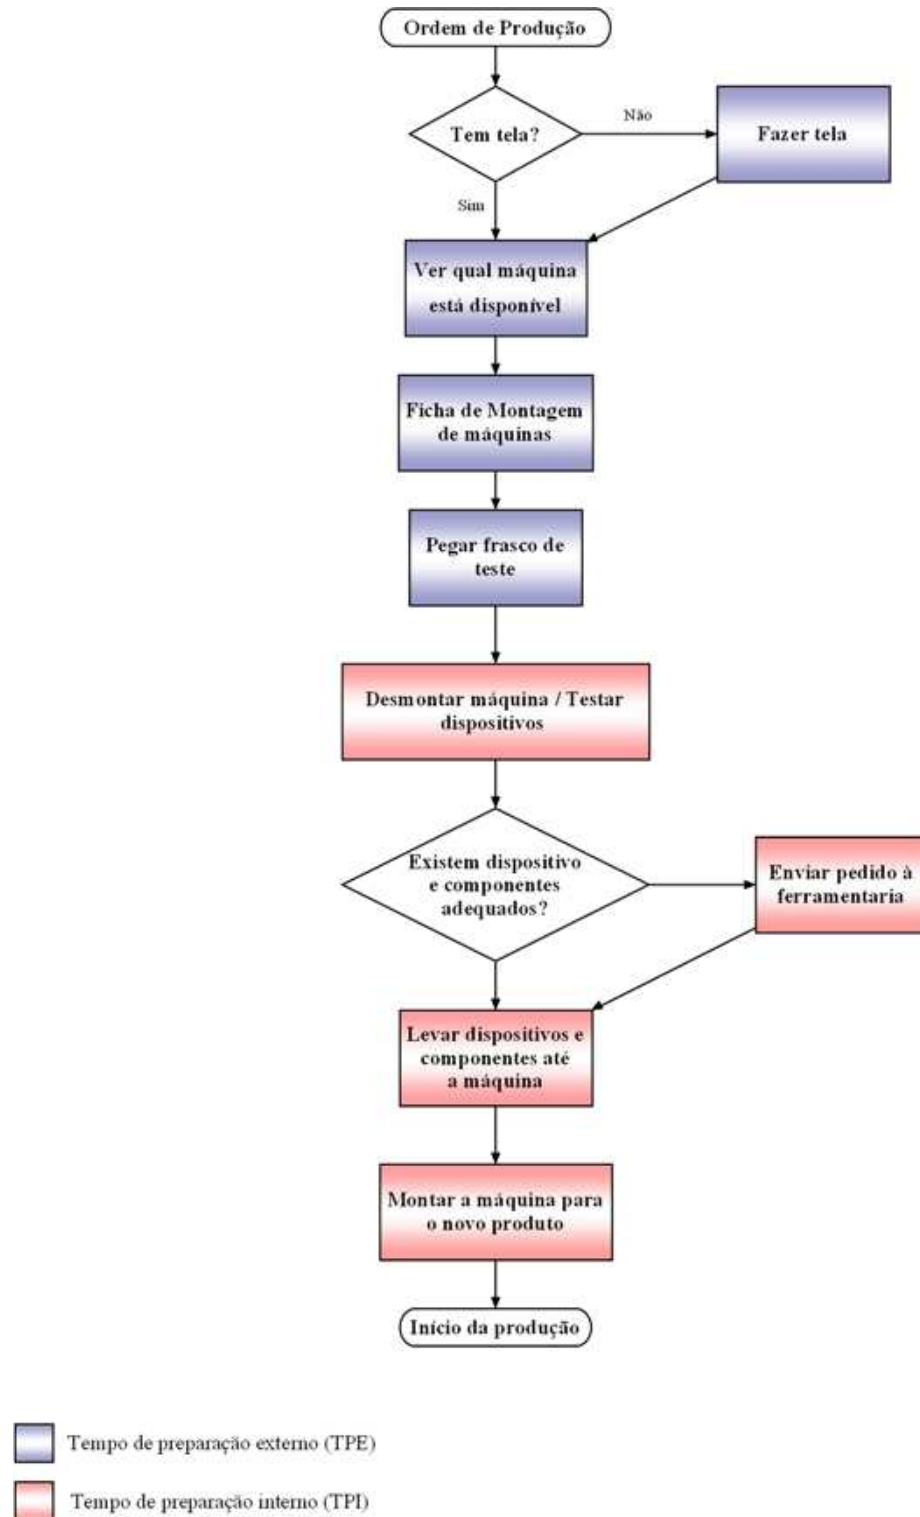 Ordem de Produção
Tem tela?
Não
Fazer tela
Sim
Ver qual máquina
está disponível
Ficha de Montagem
de máquinas
Pegar frasco de
teste
Desmontar máquina / Testar
dispositivos
Existem dispositivo
e componentes
adequados?
Enviar pedido à
ferramentaria
Levar dispositivos e
componentes até
a máquina
Montar a máquina para
o novo produto
Início da produção
Tempo de preparação externo (TPE)
Tempo de preparação interno (TPI)